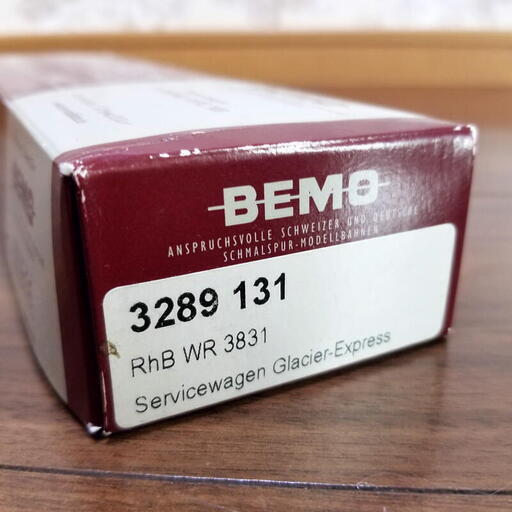 BEMO
ANSPRUCHSVOLLE SCHWEIZER UND DEUTSCHE
SCHMALSPUR-MODELLBAHNEN
3289 131
RhB WR 3831
Servicewagen Glacier-Express